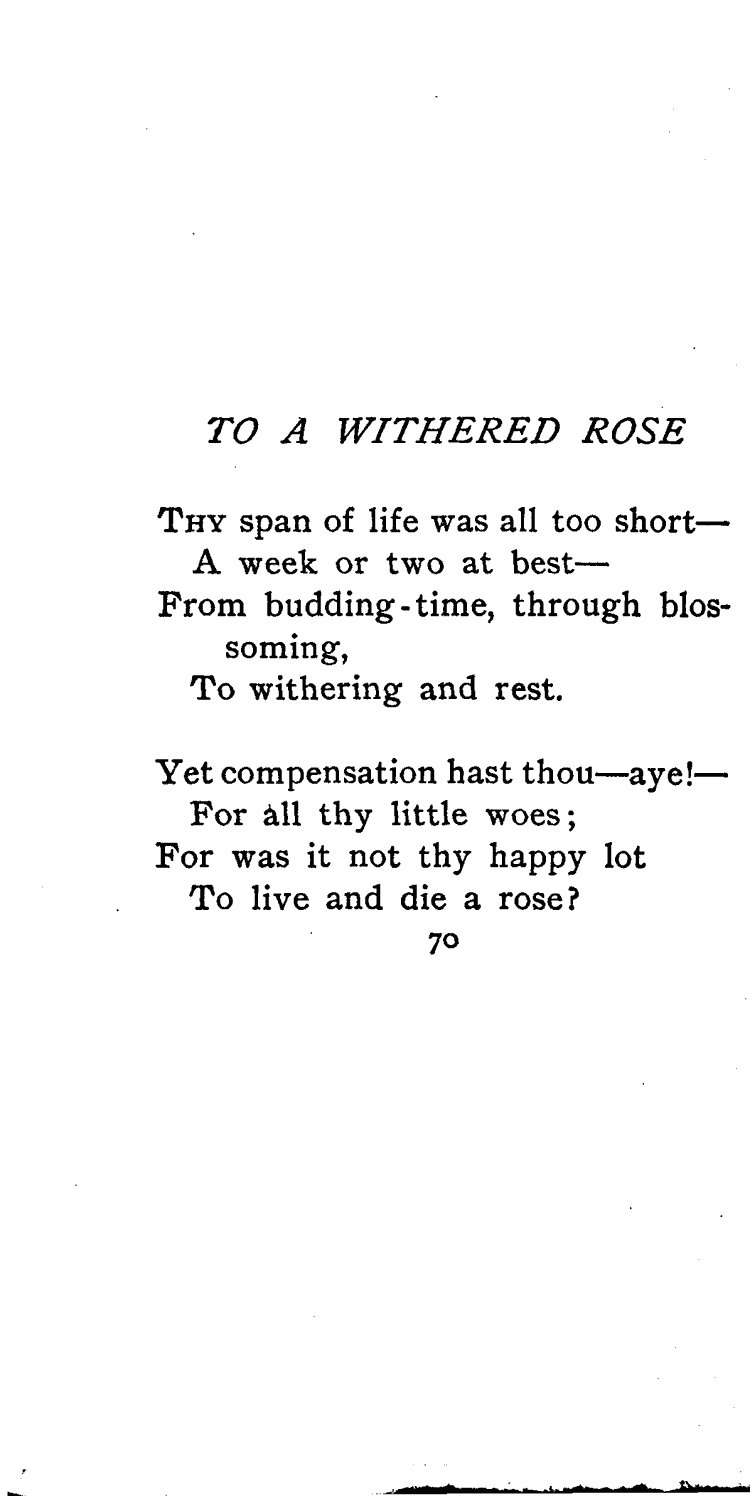 TO A WITHERED ROSE
THY span of life was all too short—
A week or two at best—
From budding-time, through blos-
soming,
To withering and rest.
Yet compensation hast thou—aye!—
For all thy little woes;
For was it not thy happy lot
To live and die a rose?
70